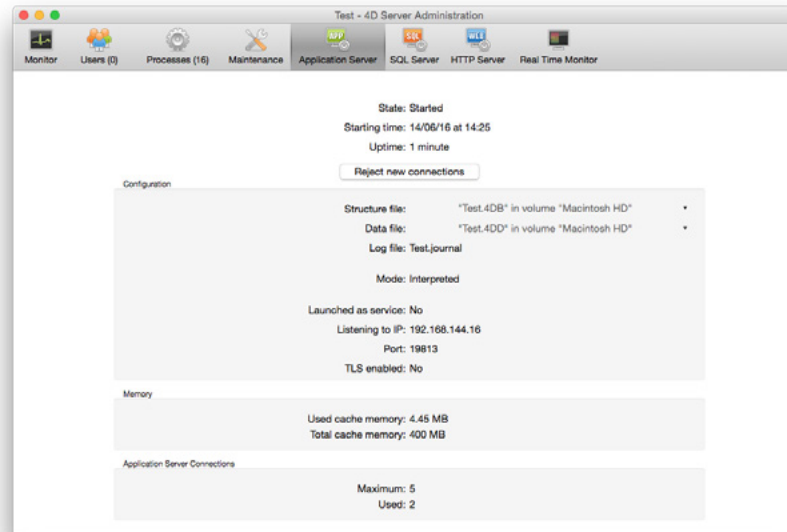 Test - 4D Server Administration
APP SQL WEB
Monitor Users (0) Processes (16) Maintenance Application Server SQL Server HTTP Server Real Time Monitor
State: Started
Starting time: 14/06/16 at 14:25
Uptime: 1 minute
Reject new connections
Configuration
Structure file: "Test.4DB" in volume "Macintosh HD"
Data file: "Test.4DD" in volume "Macintosh HD"
Log file: Test.journal
Mode: Interpreted
Launched as service: No
Listening to IP: 192.168.144.16
Port: 19813
TLS enabled: No
Memory
Used cache memory: 4.45 MB
Total cache memory: 400 MB
Application Server Connections
Maximum: 5
Used: 2